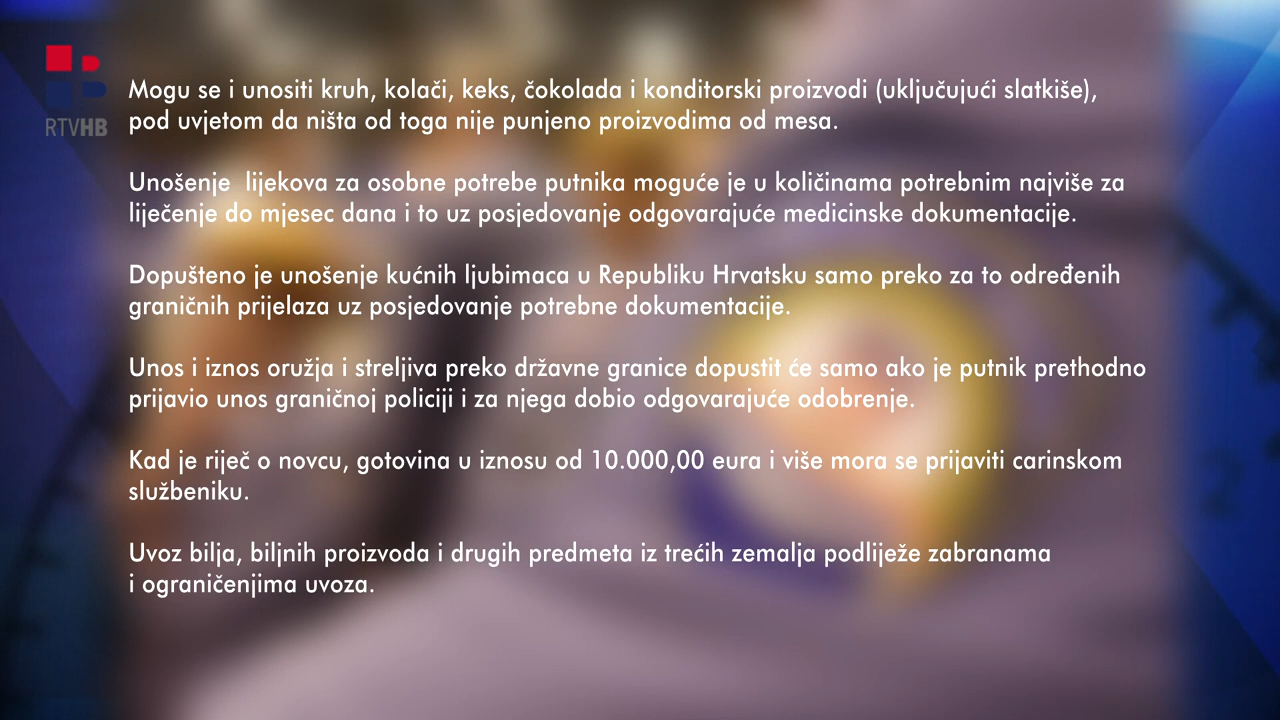 RTVHB
Mogu se i unositi kruh, kolači, keks, čokolada i konditorski proizvodi (uključujući slatkiše),
pod uvjetom da ništa od toga nije punjeno proizvodima od mesa.
Unošenje  lijekova za osobne potrebe putnika moguće je u količinama potrebnim najviše za
liječenje do mjesec dana i to uz posjedovanje odgovarajuće medicinske dokumentacije.
Dopušteno je unošenje kućnih ljubimaca u Republiku Hrvatsku samo preko za to određenih
graničnih prijelaza uz posjedovanje potrebne dokumentacije.
Unos i iznos oružja i streljiva preko državne granice dopustit će samo ako je putnik prethodno
prijavio unos graničnoj policiji i za njega dobio odgovarajuće odobrenje.
Kad je riječ o novcu, gotovina u iznosu od 10.000,00 eura i više mora se prijaviti carinskom
službeniku.
Uvoz bilja, biljnih proizvoda i drugih predmeta iz trećih zemalja podliježe zabranama
i ograničenjima uvoza.